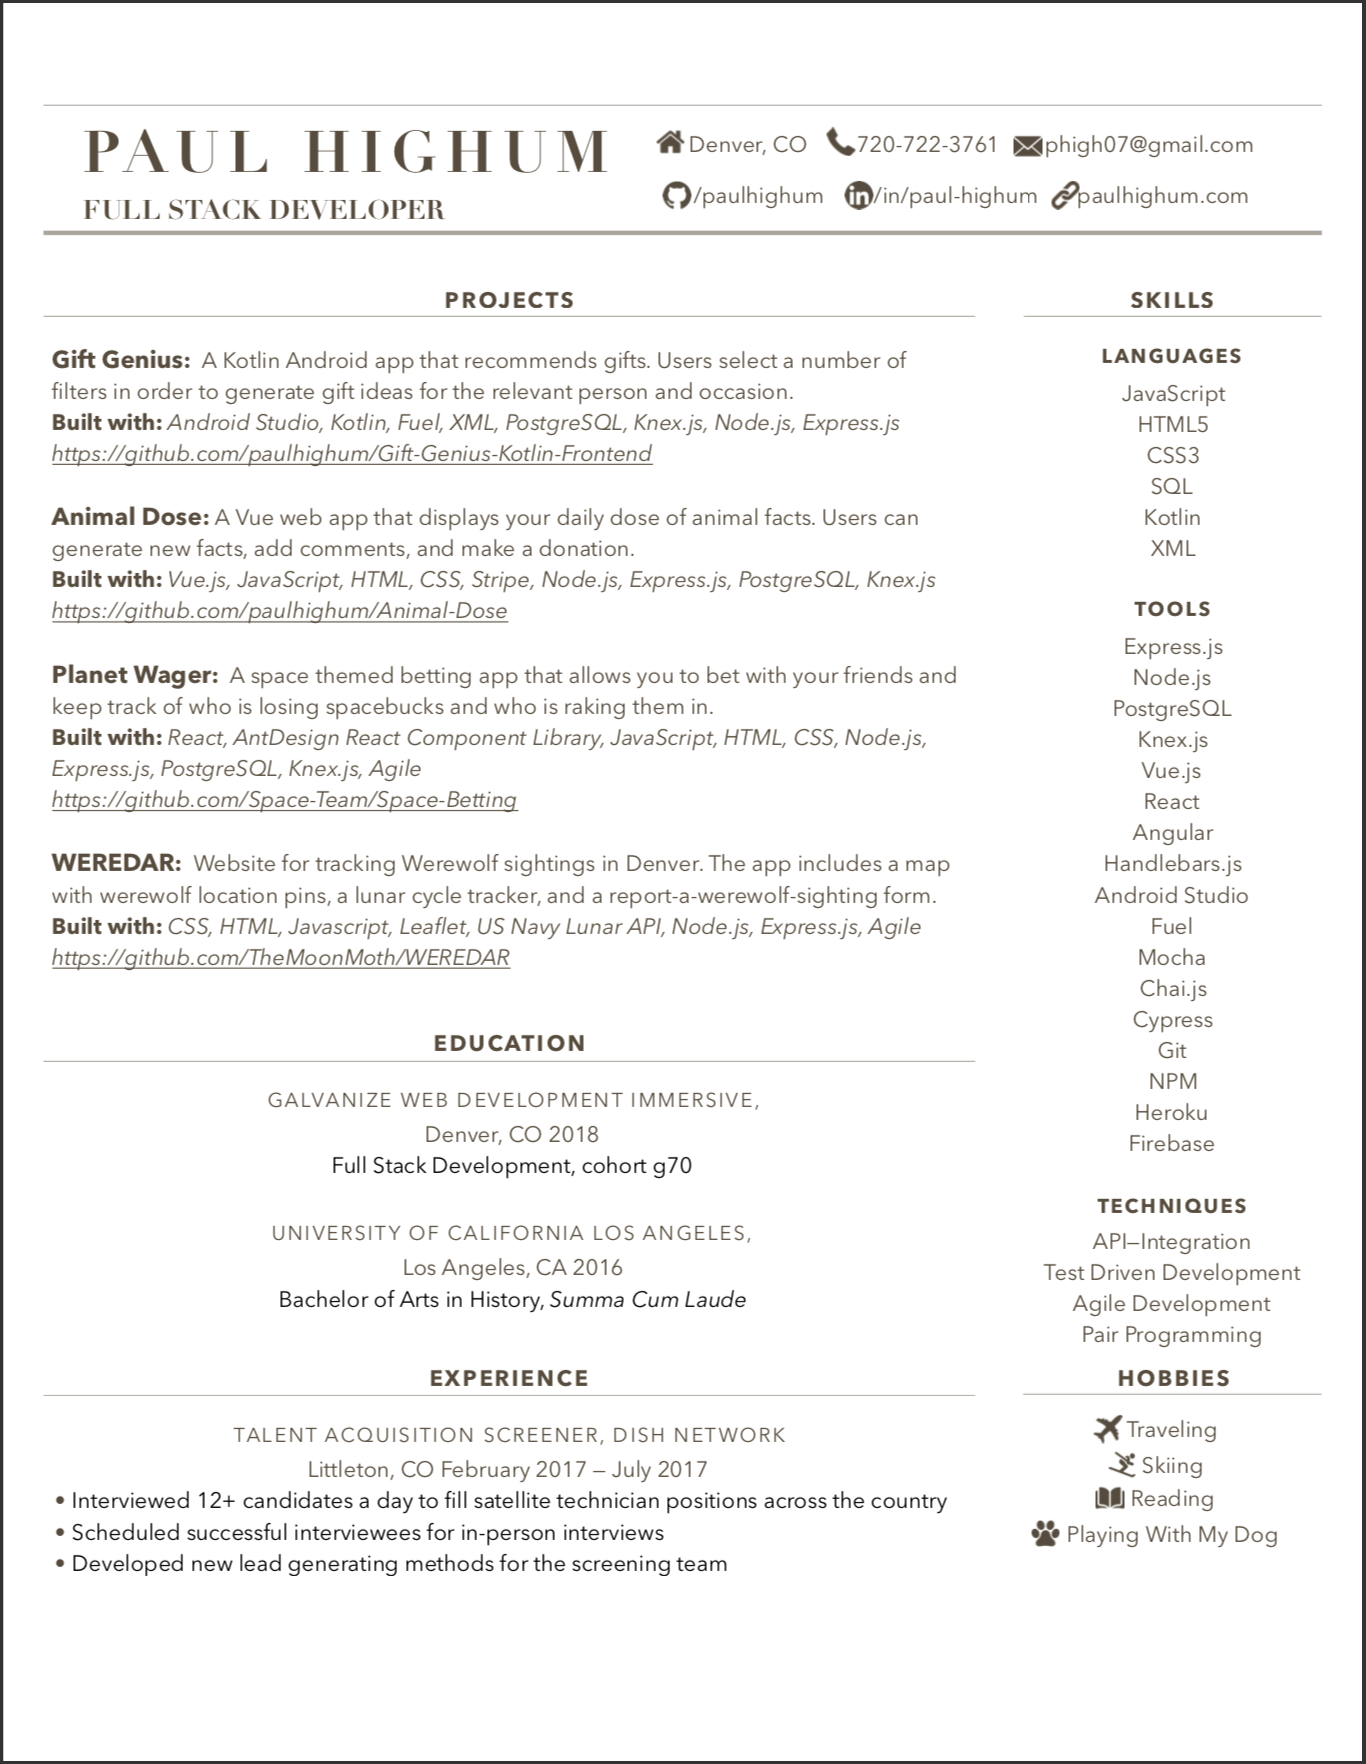 PAUL HIGHUM
FULL STACK DEVELOPER
Denver, CO 720-722-3761 phigh07@gmail.com
/paulhighum /in/paul-highum paulhighum.com
PROJECTS
Gift Genius: A Kotlin Android app that recommends gifts. Users select a number of
filters in order to generate gift ideas for the relevant person and occasion.
Built with: Android Studio, Kotlin, Fuel, XML, PostgreSQL, Knex.js, Node.js, Express.js
https://github.com/paulhighum/Gift-Genius-Kotlin-Frontend
Animal Dose: A Vue web app that displays your daily dose of animal facts. Users can
generate new facts, add comments, and make a donation.
Built with: Vue.js, JavaScript, HTML, CSS, Stripe, Node.js, Express.js, PostgreSQL, Knex.js
https://github.com/paulhighum/Animal-Dose
Planet Wager: A space themed betting app that allows you to bet with your friends and
keep track of who is losing spacebucks and who is raking them in.
Built with: React, AntDesign React Component Library, JavaScript, HTML, CSS, Node.js,
Express.js, PostgreSQL, Knex.js, Agile
https://github.com/Space-Team/Space-Betting
WEREDAR: Website for tracking Werewolf sightings in Denver. The app includes a map
with werewolf location pins, a lunar cycle tracker, and a report-a-werewolf-sighting form.
Built with: CSS, HTML, Javascript, Leaflet, US Navy Lunar API, Node.js, Express.js, Agile
https://github.com/TheMoonMoth/WEREDAR
EDUCATION
GALVANIZE WEB DEVELOPMENT IMMERSIVE,
Denver, CO 2018
Full Stack Development, cohort g70
UNIVERSITY OF CALIFORNIA LOS ANGELES,
Los Angeles, CA 2016
Bachelor of Arts in History, Summa Cum Laude
EXPERIENCE
TALENT ACQUISITION SCREENER, DISH NETWORK
Littleton, CO February 2017 – July 2017
• Interviewed 12+ candidates a day to fill satellite technician positions across the country
• Scheduled successful interviewees for in-person interviews
• Developed new lead generating methods for the screening team
SKILLS
LANGUAGES
JavaScript
HTML5
CSS3
SQL
Kotlin
XML
TOOLS
Express.js
Node.js
PostgreSQL
Knex.js
Vue.js
React
Angular
Handlebars.js
Android Studio
Fuel
Mocha
Chai.js
Cypress
Git
NPM
Heroku
Firebase
TECHNIQUES
API–Integration
Test Driven Development
Agile Development
Pair Programming
HOBBIES
Traveling
Skiing
Reading
Playing With My Dog